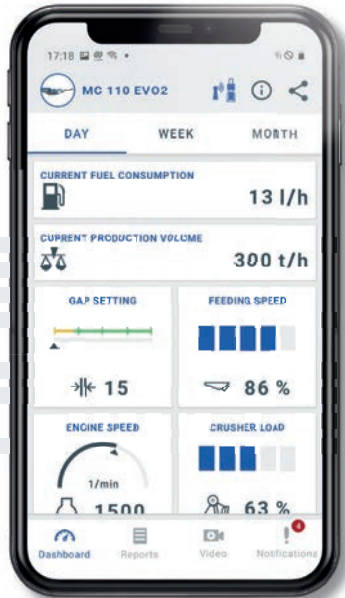 17:18
MC 110 EVO2
DAY WEEK MONTH
CURRENT FUEL CONSUMPTION
13 l/h
CURRENT PRODUCTION VOLUME
300 t/h
GAP SETTING FEEDING SPEED
15 86 %
ENGINE SPEED CRUSHER LOAD
1/min
1500 63 %
4
Dashboard Reports Video Notifications